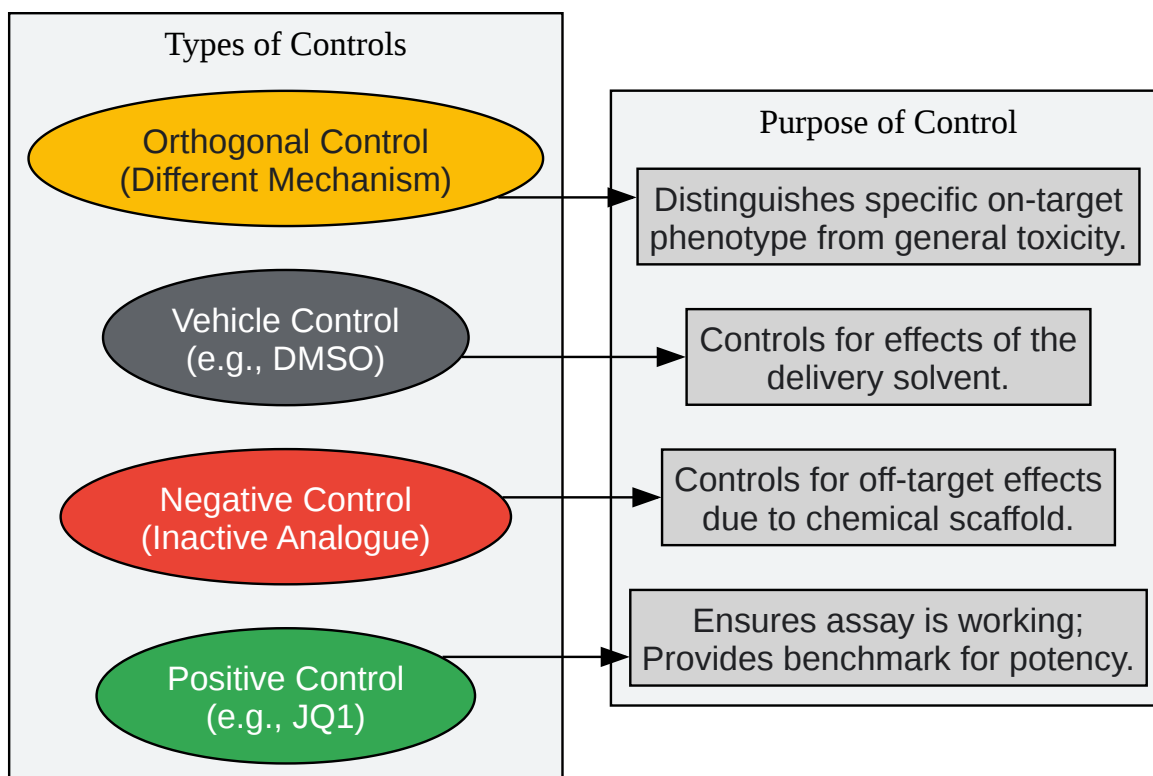 Types of Controls
Orthogonal Control
(Different Mechanism)
Vehicle Control
(e.g., DMSO)
Negative Control
(Inactive Analogue)
Positive Control
(e.g., JQ1)
Purpose of Control
Distinguishes specific on-target
phenotype from general toxicity.
Controls for effects of the
delivery solvent.
Controls for off-target effects
due to chemical scaffold.
Ensures assay is working;
Provides benchmark for potency.